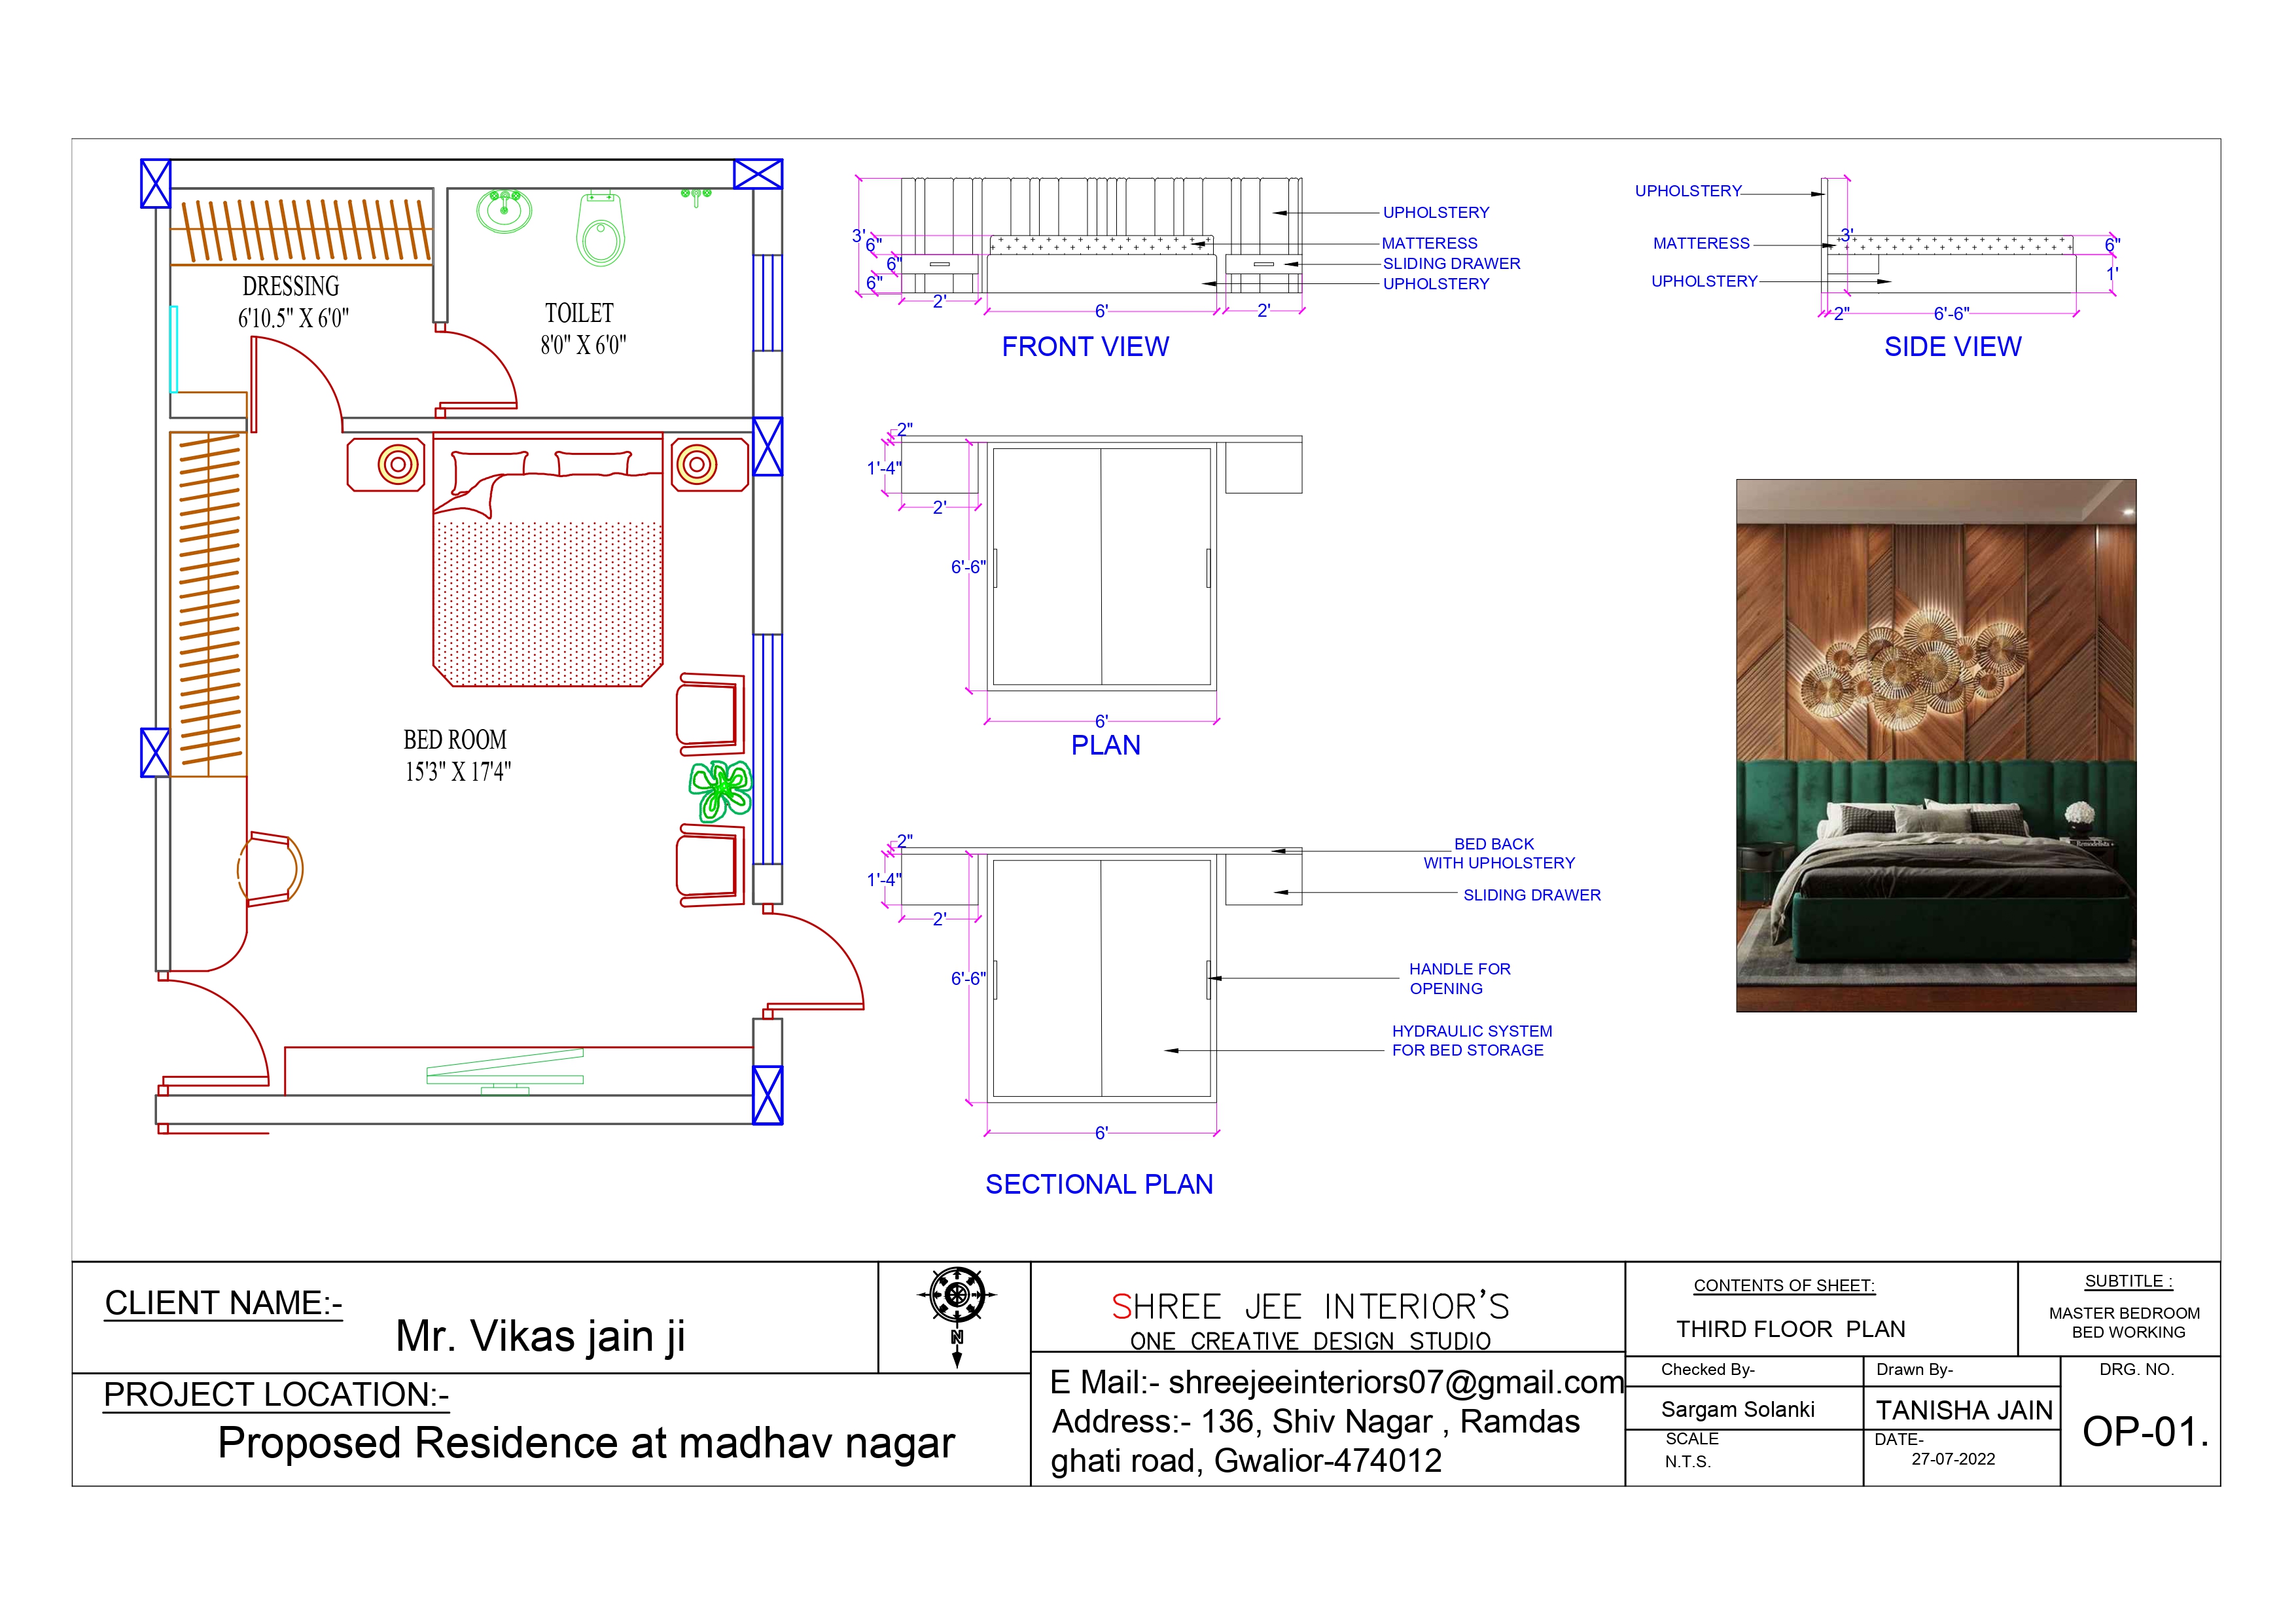 DRESSING
6'10.5" X 6'0"
TOILET
8'0" X 6'0"
BED ROOM
15'3" X 17'4"
3'
6"
6"
6"
2'
6'
2'
UPHOLSTERY
MATTERESS
SLIDING DRAWER
UPHOLSTERY
FRONT VIEW
UPHOLSTERY
MATTERESS
UPHOLSTERY
3'
6"
1'
2"
6'-6"
SIDE VIEW
2"
1'-4"
2'
6'-6"
6'
PLAN
2"
1'-4"
2'
6'-6"
6'
BED BACK
WITH UPHOLSTERY
SLIDING DRAWER
HANDLE FOR
OPENING
HYDRAULIC SYSTEM
FOR BED STORAGE
SECTIONAL PLAN
CLIENT NAME:-
Mr. Vikas jain ji
PROJECT LOCATION:-
Proposed Residence at madhav nagar
N
SHREE JEE INTERIOR'S
ONE CREATIVE DESIGN STUDIO
E Mail:- shreejeeinteriors07@gmail.com
Address:- 136, Shiv Nagar , Ramdas
ghati road, Gwalior-474012
CONTENTS OF SHEET:
THIRD FLOOR PLAN
SUBTITLE :
MASTER BEDROOM
BED WORKING
Checked By-
Sargam Solanki
Drawn By-
TANISHA JAIN
SCALE
N.T.S.
DATE-
27-07-2022
DRG. NO.
OP-01.